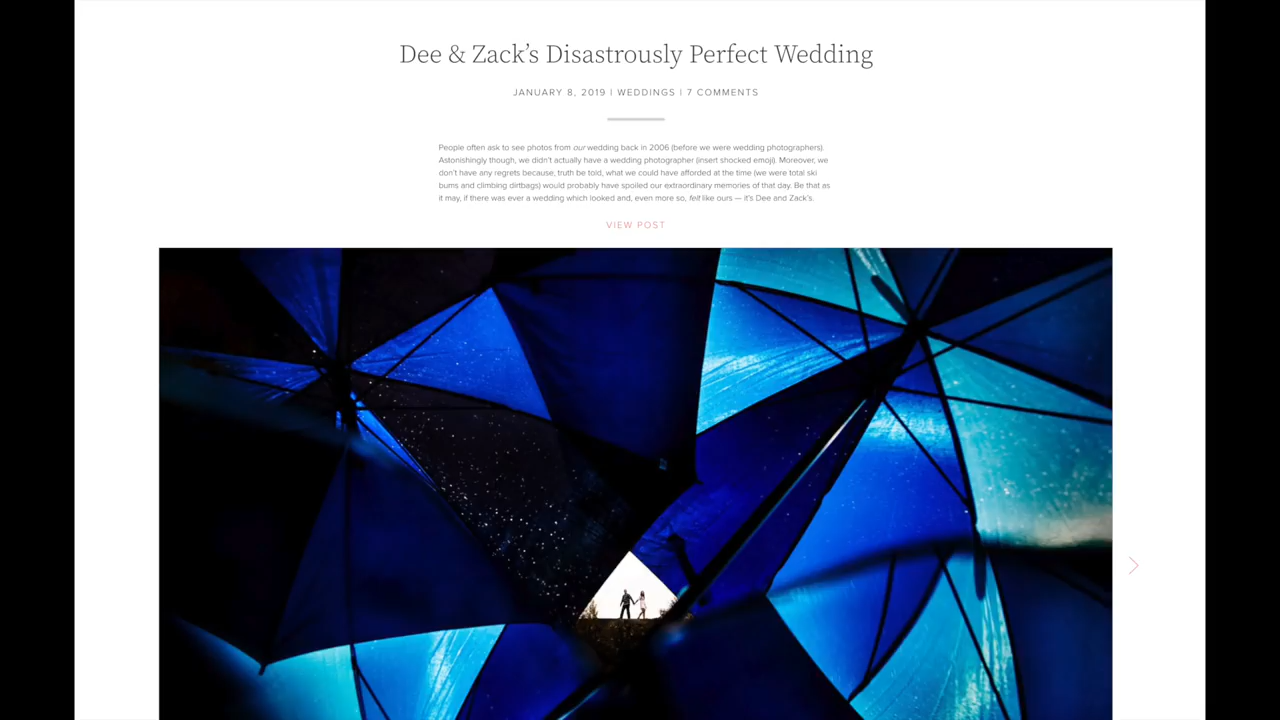 Dee & Zack’s Disastrously Perfect Wedding
JANUARY 8, 2019 | WEDDINGS | 7 COMMENTS
People often ask to see photos from our wedding back in 2006 (before we were wedding photographers).
Astonishingly though, we didn’t actually have a wedding photographer (insert shocked emoji). Moreover, we
don’t have any regrets because, truth be told, what we could have afforded at the time (we were total ski
bums and climbing dirtbags) would probably have spoiled our extraordinary memories of that day. Be that as
it may, if there was ever a wedding which looked and, even more so, felt like ours — it’s Dee and Zack’s.
VIEW POST